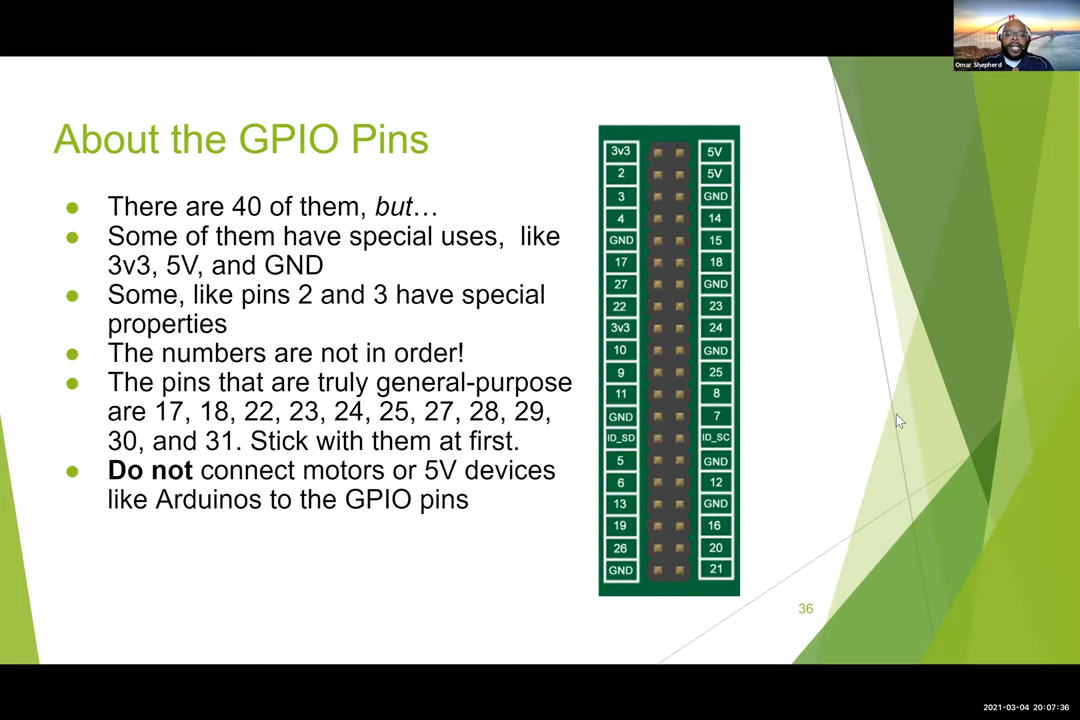 Omar Shepherd
About the GPIO Pins
● There are 40 of them, but…
● Some of them have special uses, like
3v3, 5V, and GND
● Some, like pins 2 and 3 have special
properties
● The numbers are not in order!
● The pins that are truly general-purpose
are 17, 18, 22, 23, 24, 25, 27, 28, 29,
30, and 31. Stick with them at first.
● Do not connect motors or 5V devices
like Arduinos to the GPIO pins
3v3 5V
2 5V
3 GND
4 14
GND 15
17 18
27 GND
22 23
3v3 24
10 GND
9 25
11 8
GND 7
ID_SD ID_SC
5 GND
6 12
13 GND
19 16
26 20
GND 21
36
2021-03-04 20:07:36